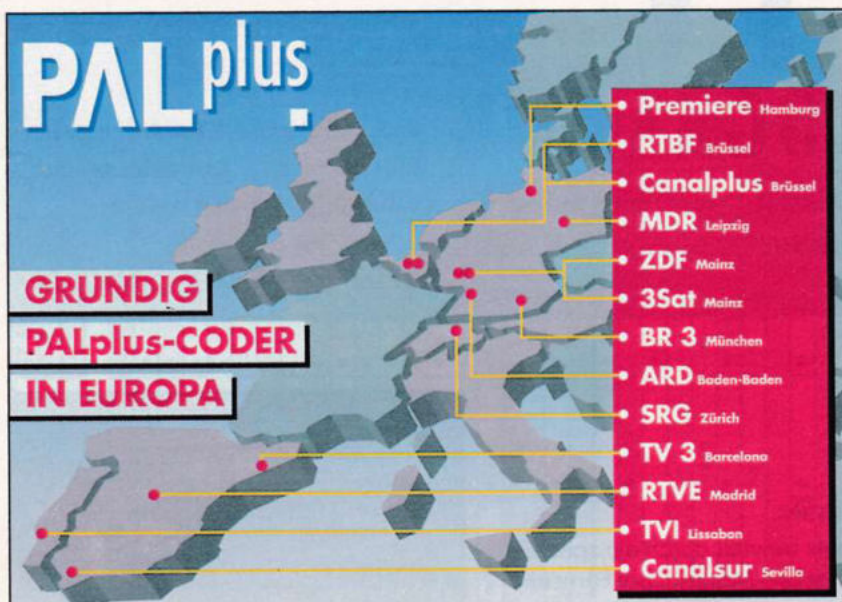 PALplus
GRUNDIG
PALplus-CODER
IN EUROPA
Premiere Hamburg
RTBF Brüssel
Canalplus Brüssel
MDR Leipzig
ZDF Mainz
3Sat Mainz
BR 3 München
ARD Baden-Baden
SRG Zürich
TV 3 Barcelona
RTVE Madrid
TVI Lissabon
Canalsur Sevilla